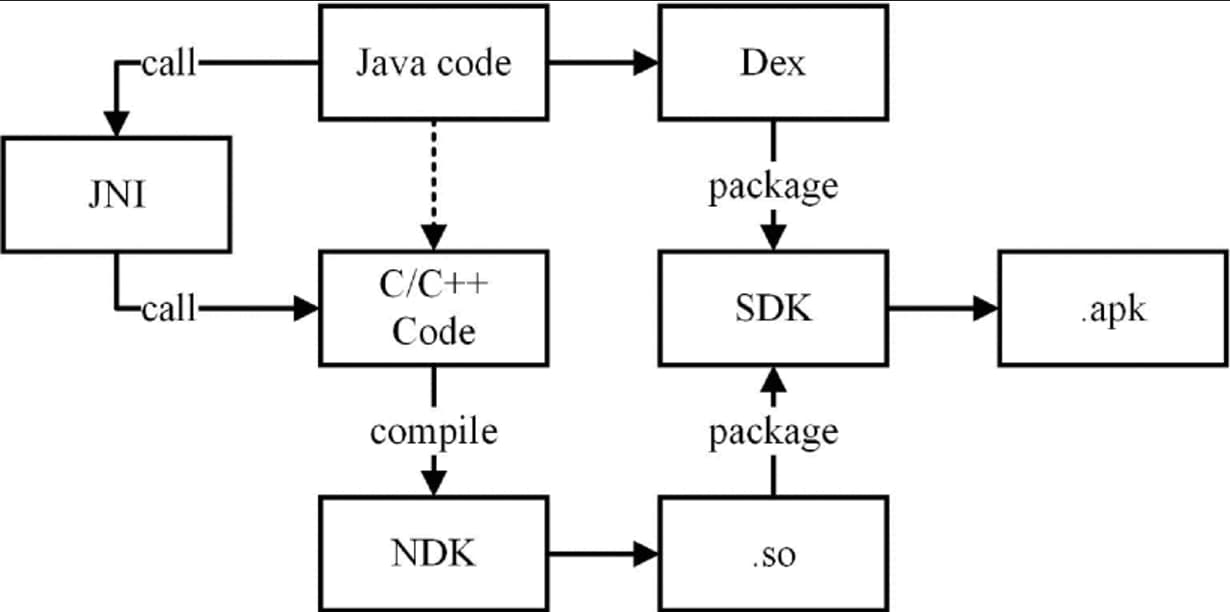 call
Java code
Dex
JNI
package
call
C/C++
Code
SDK
.apk
compile
package
NDK
.so